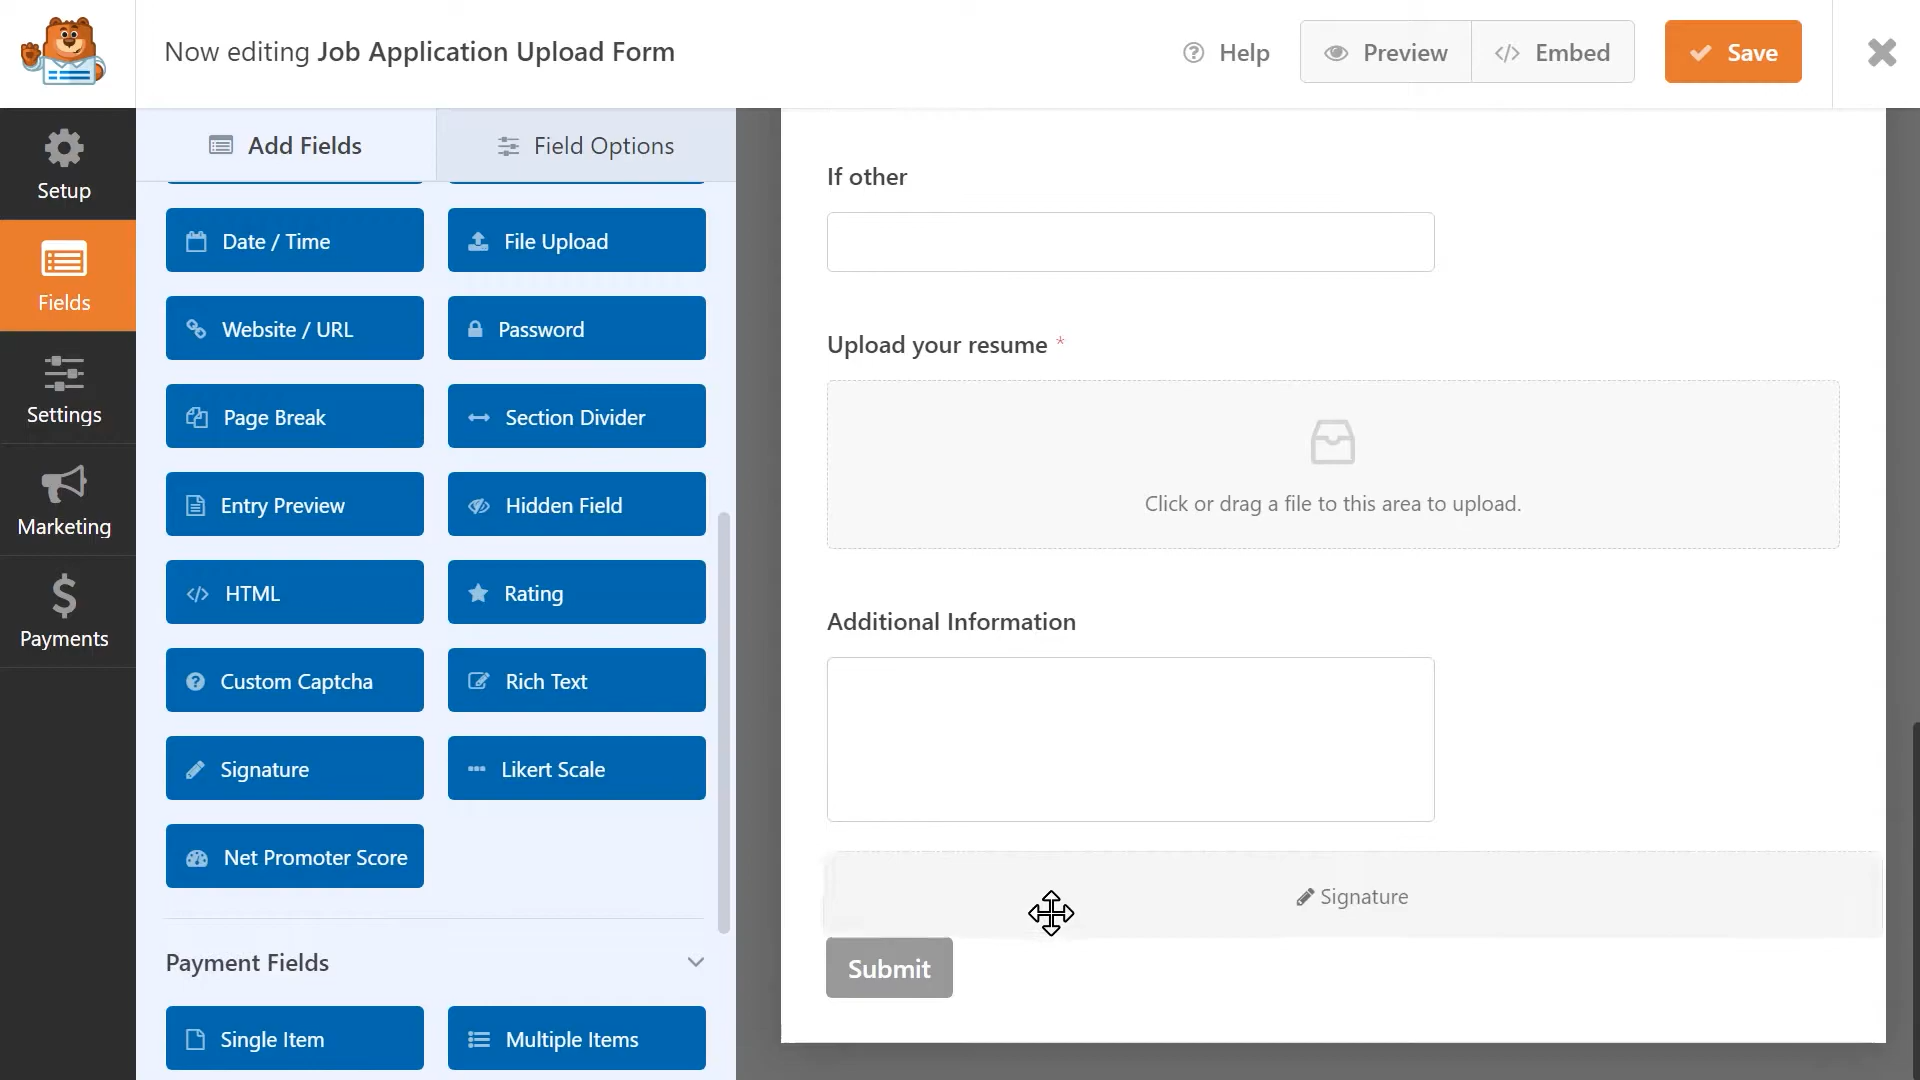 Now editing Job Application Upload Form
Help
Preview
Embed
Save
Setup
Fields
Settings
Marketing
Payments
Add Fields
Field Options
Date / Time
File Upload
Website / URL
Password
Page Break
Section Divider
Entry Preview
Hidden Field
HTML
Rating
Custom Captcha
Rich Text
Signature
Likert Scale
Net Promoter Score
Payment Fields
Single Item
Multiple Items
If other
Upload your resume *
Click or drag a file to this area to upload.
Additional Information
Signature
Submit